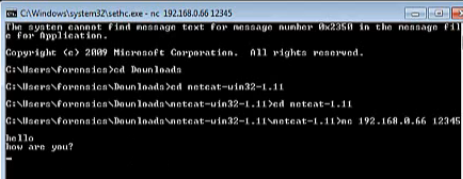 C:\Windows\system32\sethc.exe - nc 192.168.0.66 12345
The system cannot find message text for message number 0x2350 in the message fil
e for Application.
Copyright (c) 2009 Microsoft Corporation. All rights reserved.
C:\Users\forensics>cd Downloads
C:\Users\forensics\Downloads>cd netcat-win32-1.11
C:\Users\forensics\Downloads\netcat-win32-1.11>cd netcat-1.11
C:\Users\forensics\Downloads\netcat-win32-1.11\netcat-1.11>nc 192.168.0.66 12345
hello
how are you?